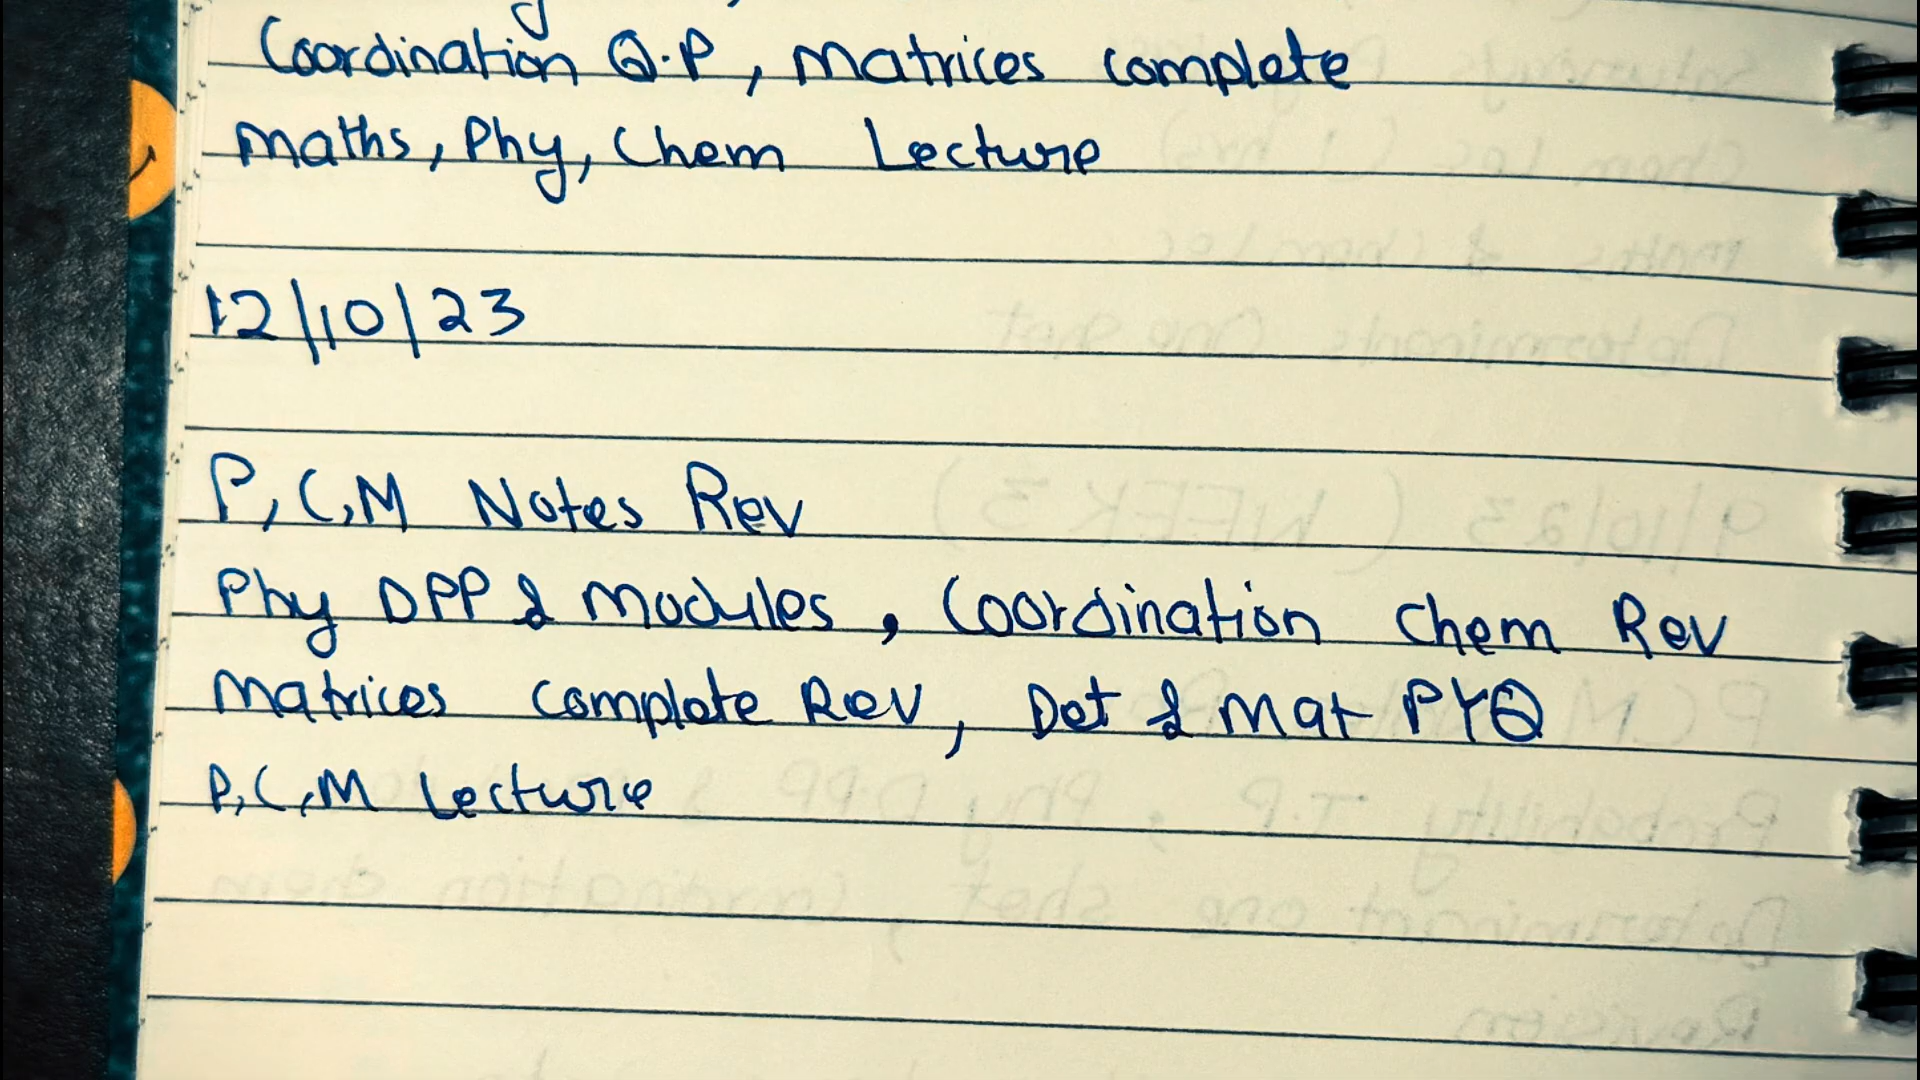 Coordination Q.P, Matrices complete
Maths, Phy, Chem Lecture
12/10/23
P, C, M Notes Rev
Phy DPP & Modules, Coordination Chem Rev
Matrices complete Rev, Det & Mat PYQ
P, C, M Lecture